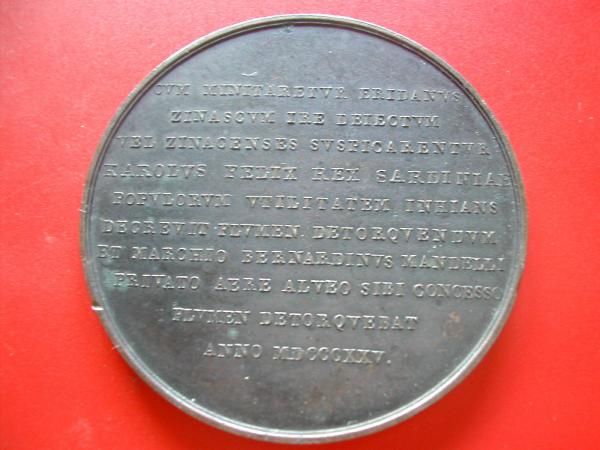 CVM MINITARETVR ERIDANVS
ZINASCVM IRE DEIECTVM
VEL ZINACENSES SVSPICARENTVR
KAROLVS FELIX REX SARDINIAE
POPVLORVM VTILITATEM INHIANS
DECREVIT FLVMEN DETORQVENDVM
ET MARCHIO BERNARDINVS MANDELLI
PRIVATO AERE ALVEO SIBI CONCESSO
FLVMEN DETORQVEBAT
ANNO MDCCCXXV.